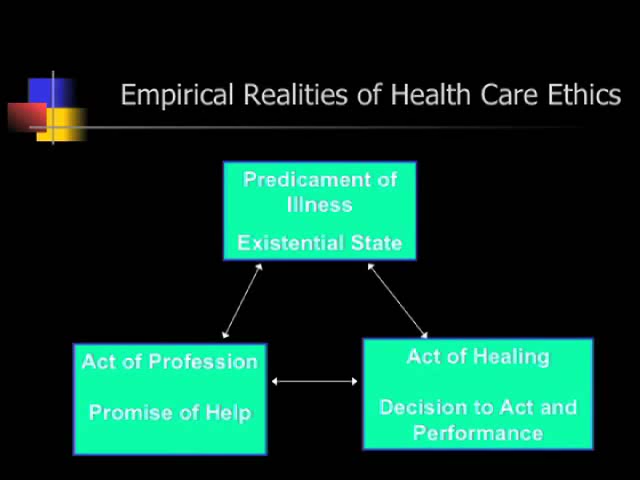 Empirical Realities of Health Care Ethics
Predicament of
Illness
Existential State
Act of Profession
Promise of Help
Act of Healing
Decision to Act and
Performance